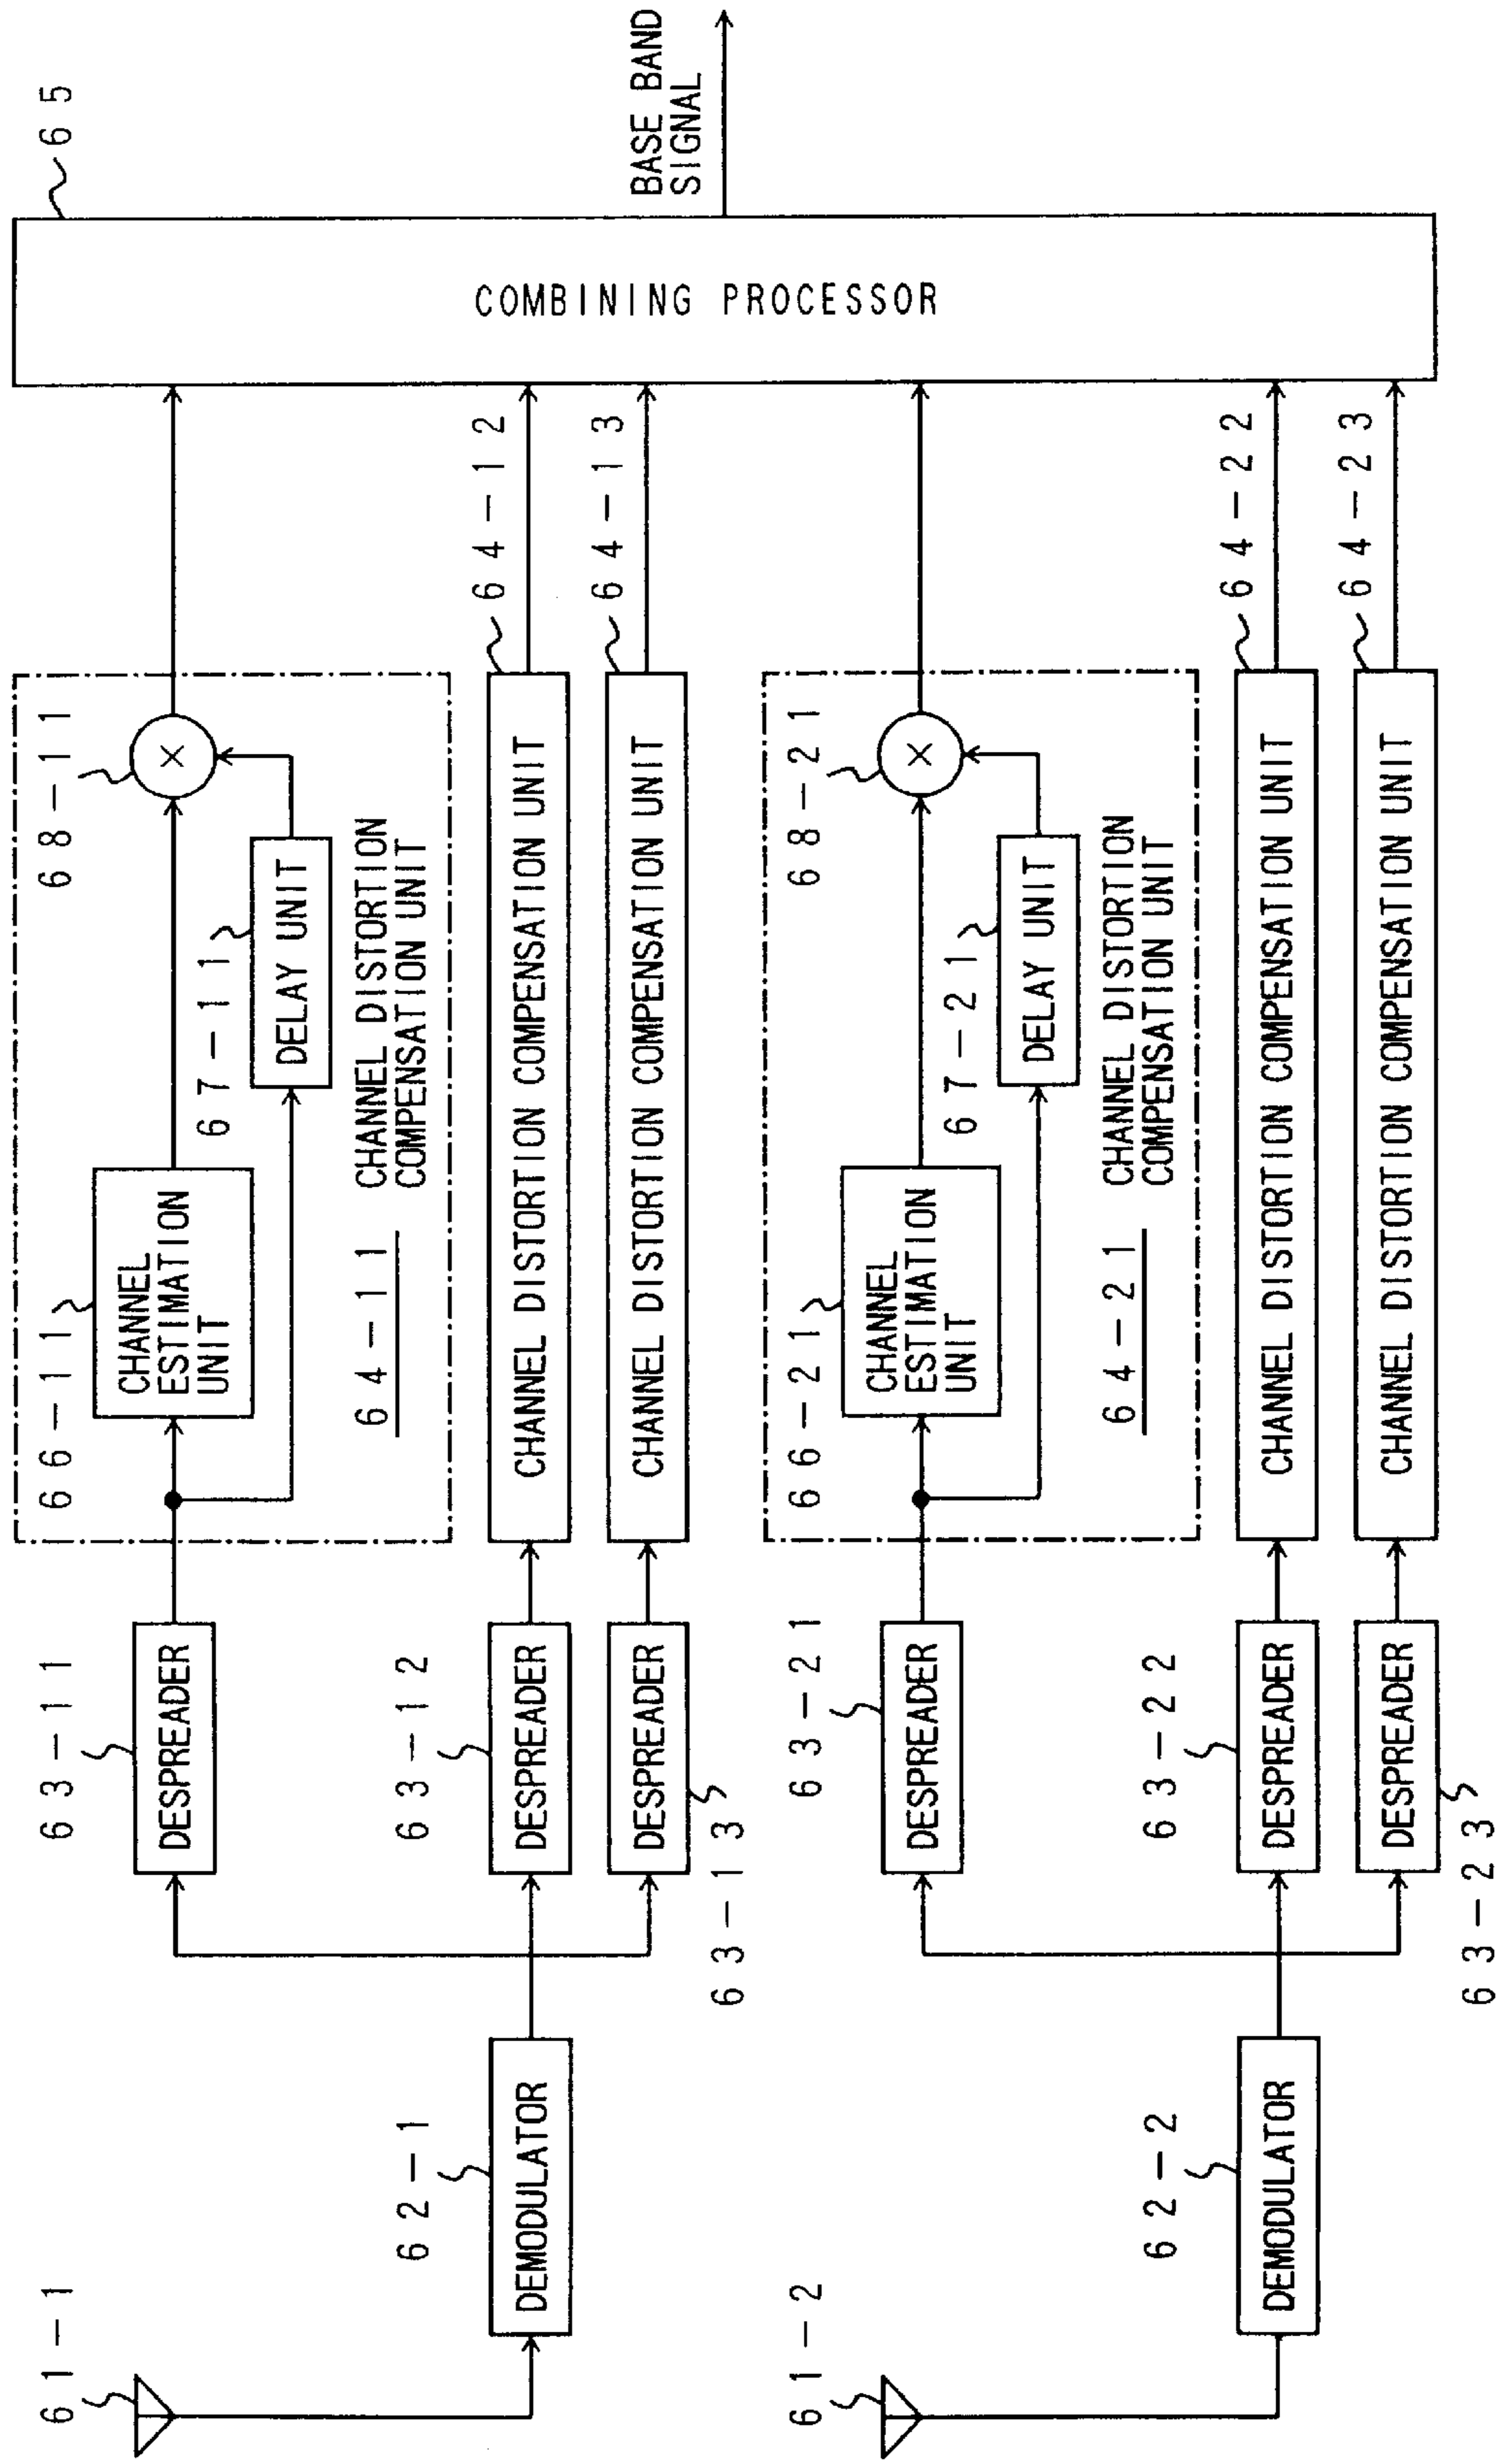 61-1
62-1
DEMODULATOR
63-11
DESPREADER
63-12
DESPREADER
63-13
DESPREADER
66-11
CHANNEL
ESTIMATION
UNIT
67-11
DELAY UNIT
68-11
64-11
CHANNEL DISTORTION
COMPENSATION UNIT
64-12
CHANNEL DISTORTION COMPENSATION UNIT
64-13
CHANNEL DISTORTION COMPENSATION UNIT
61-2
62-2
DEMODULATOR
63-21
DESPREADER
63-22
DESPREADER
63-23
DESPREADER
66-21
CHANNEL
ESTIMATION
UNIT
67-21
DELAY UNIT
68-21
64-21
CHANNEL DISTORTION
COMPENSATION UNIT
64-22
CHANNEL DISTORTION COMPENSATION UNIT
64-23
CHANNEL DISTORTION COMPENSATION UNIT
65
COMBINING PROCESSOR
BASE BAND
SIGNAL